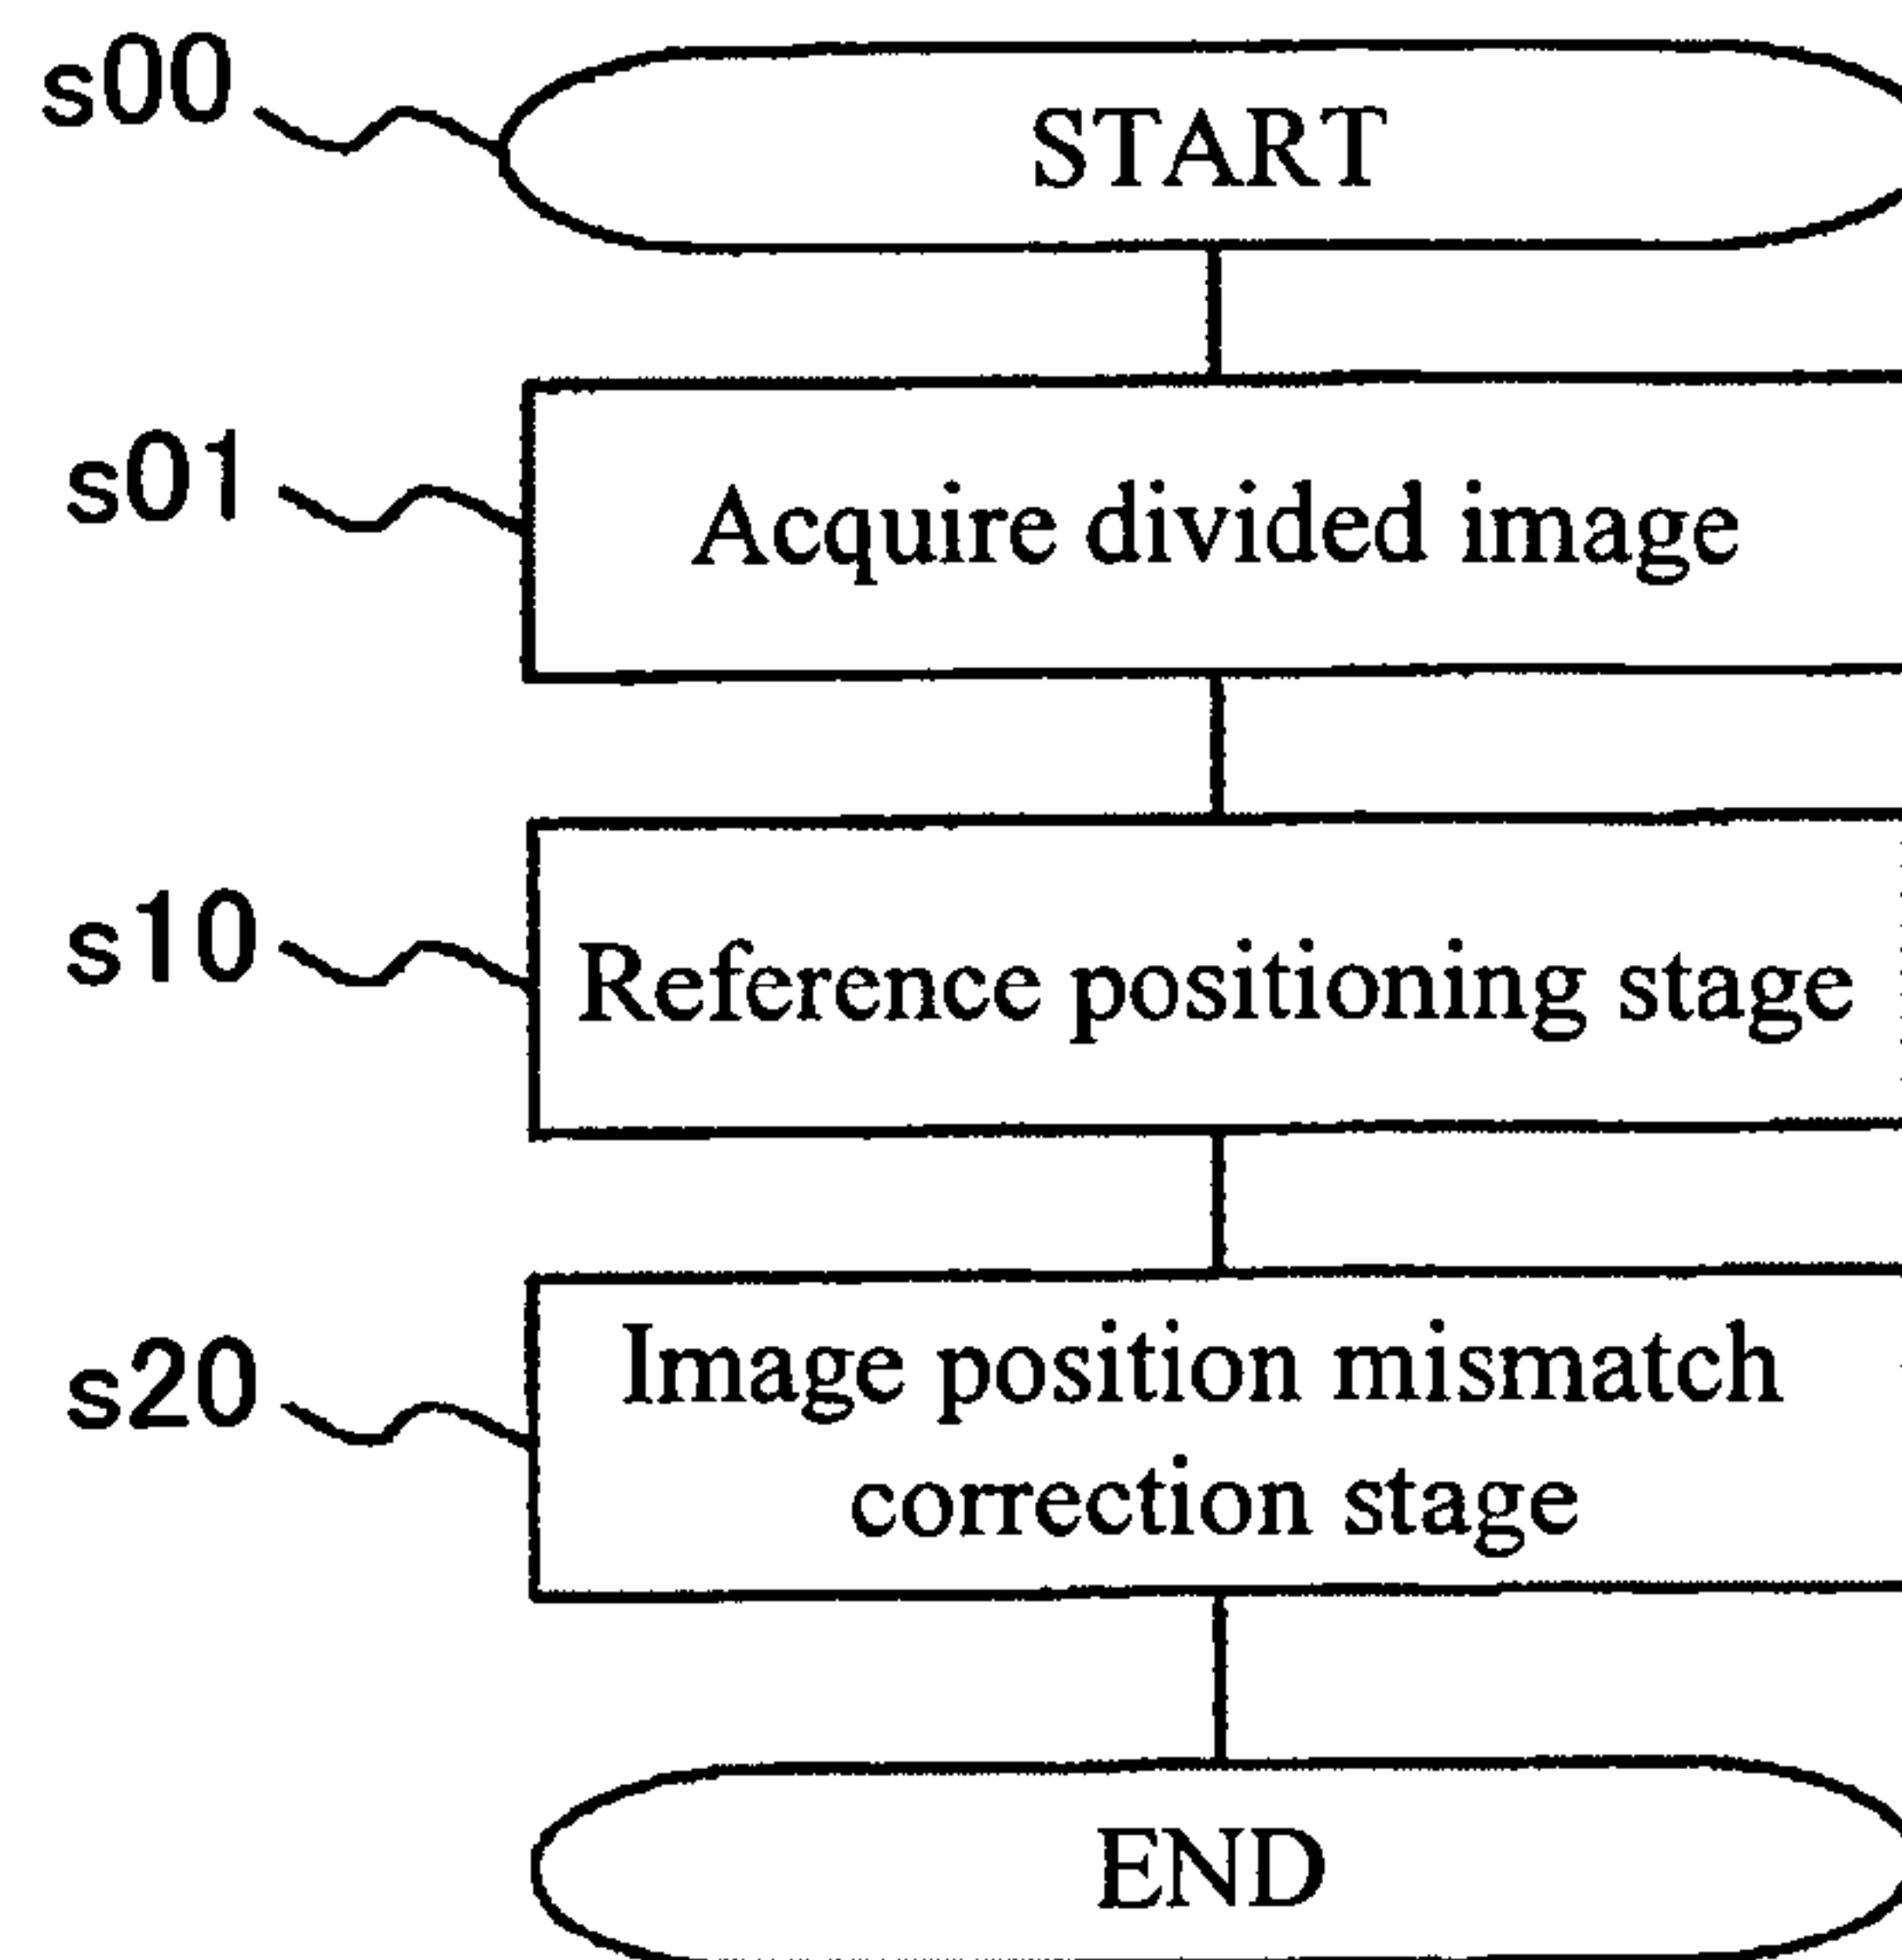 s00
START
s01
Acquire divided image
s10
Reference positioning stage
s20
Image position mismatch
correction stage
END